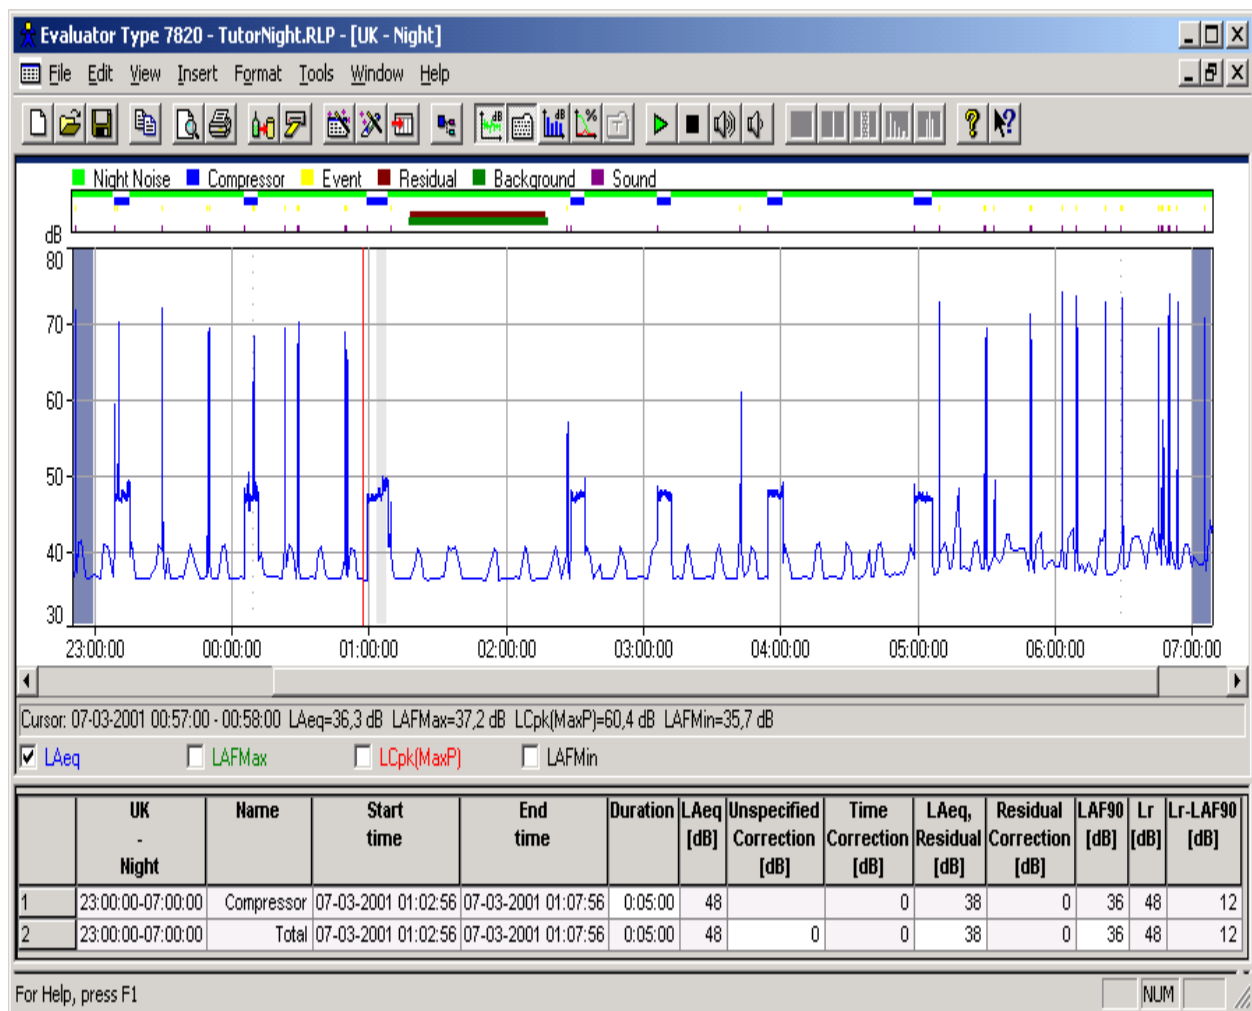 Evaluator Type 7820 - TutorNight.RLP - [UK - Night]
File Edit View Insert Format Tools Window Help
Night Noise Compressor Event Residual Background Sound
dB
80
70
60
50
40
30
23:00:00 00:00:00 01:00:00 02:00:00 03:00:00 04:00:00 05:00:00 06:00:00 07:00:00
Cursor: 07-03-2001 00:57:00 - 00:58:00 LAeq=36,3 dB LAFMax=37,2 dB LCpk(MaxP)=60,4 dB LAFMin=35,7 dB
LAeq LAFMax LCpk(MaxP) LAFMin
UK Name Start End Duration LAeq Unspecified Time LAeq, Residual LAF90 Lr Lr-LAF90
- time time [dB] Correction Correction Residual Correction [dB] [dB] [dB]
Night [dB] [dB] [dB] [dB]
1 23:00:00-07:00:00 Compressor 07-03-2001 01:02:56 07-03-2001 01:07:56 0:05:00 48 0 38 0 36 48 12
2 23:00:00-07:00:00 Total 07-03-2001 01:02:56 07-03-2001 01:07:56 0:05:00 48 0 0 38 0 36 48 12
For Help, press F1 NUM